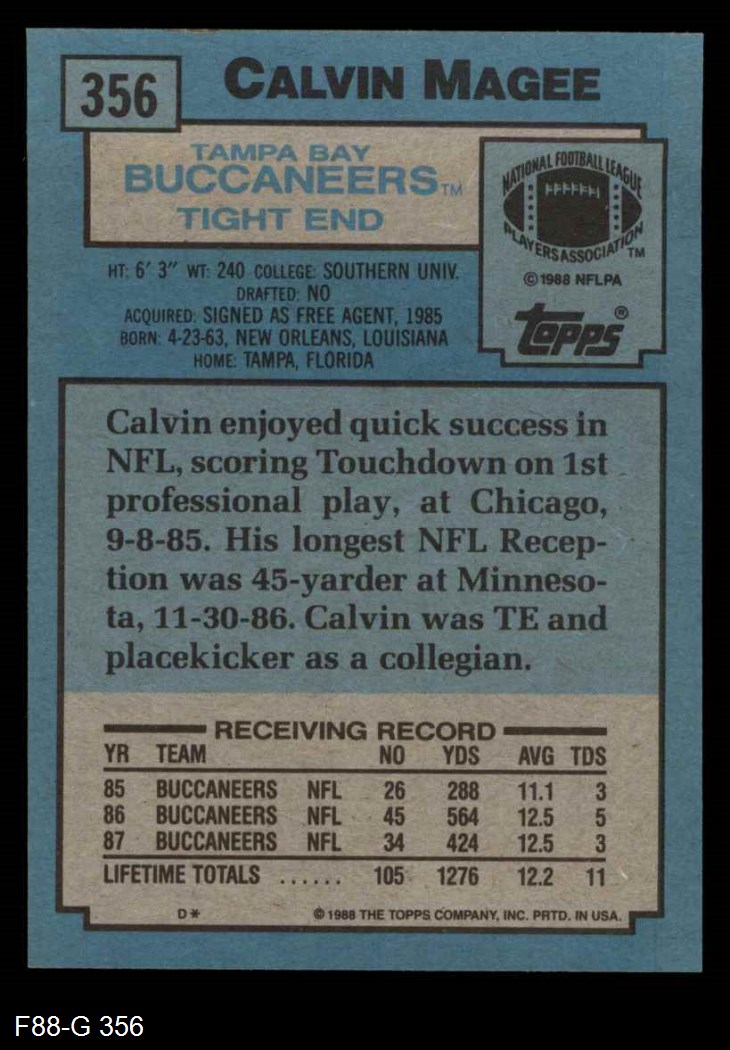 356
CALVIN MAGEE
TAMPA BAY
BUCCANEERS™
TIGHT END
NATIONAL FOOTBALL LEAGUE
PLAYERS ASSOCIATION™
©1988 NFLPA
Topps®
HT: 6' 3" WT: 240 COLLEGE: SOUTHERN UNIV.
DRAFTED: NO
ACQUIRED: SIGNED AS FREE AGENT, 1985
BORN: 4-23-63, NEW ORLEANS, LOUISIANA
HOME: TAMPA, FLORIDA
Calvin enjoyed quick success in
NFL, scoring Touchdown on 1st
professional play, at Chicago,
9-8-85. His longest NFL Recep-
tion was 45-yarder at Minneso-
ta, 11-30-86. Calvin was TE and
placekicker as a collegian.
RECEIVING RECORD
YR TEAM NO YDS AVG TDS
85 BUCCANEERS NFL 26 288 11.1 3
86 BUCCANEERS NFL 45 564 12.5 5
87 BUCCANEERS NFL 34 424 12.5 3
LIFETIME TOTALS ...... 105 1276 12.2 11
D* ©1988 THE TOPPS COMPANY, INC. PRTD. IN USA.
F88-G 356